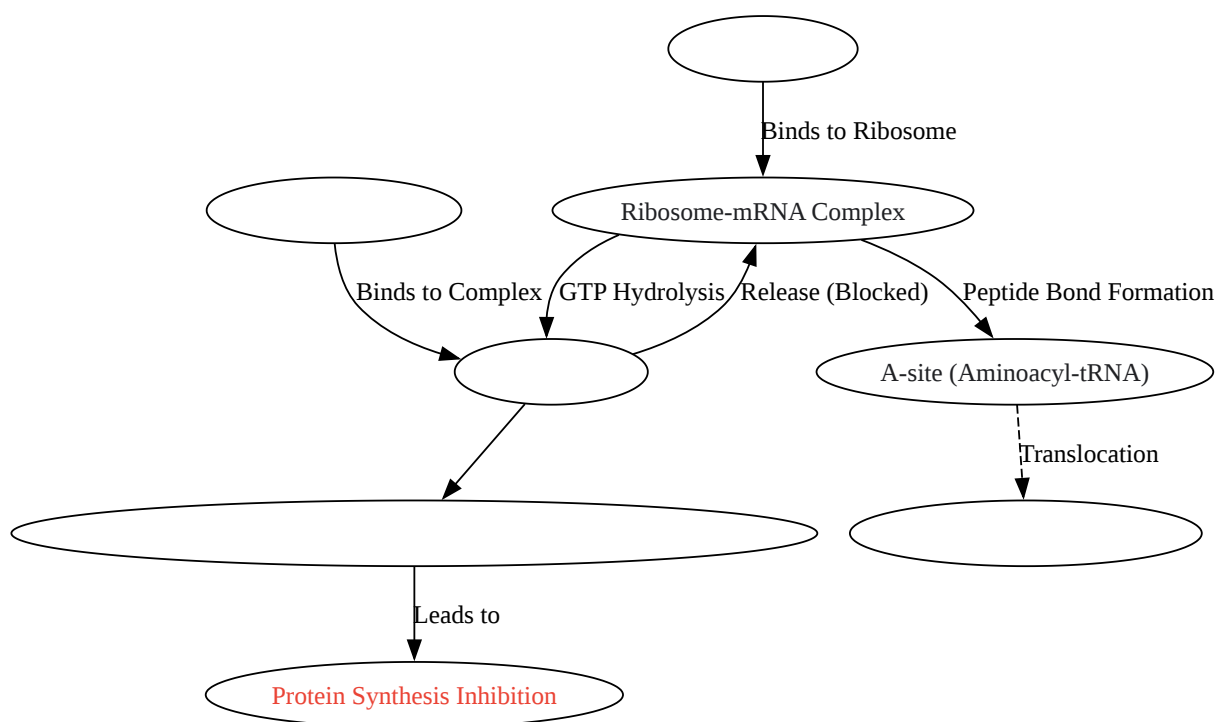 Binds to Ribosome
Ribosome-mRNA Complex
Binds to Complex
GTP Hydrolysis
Release (Blocked)
Peptide Bond Formation
A-site (Aminoacyl-tRNA)
Translocation
Leads to
Protein Synthesis Inhibition